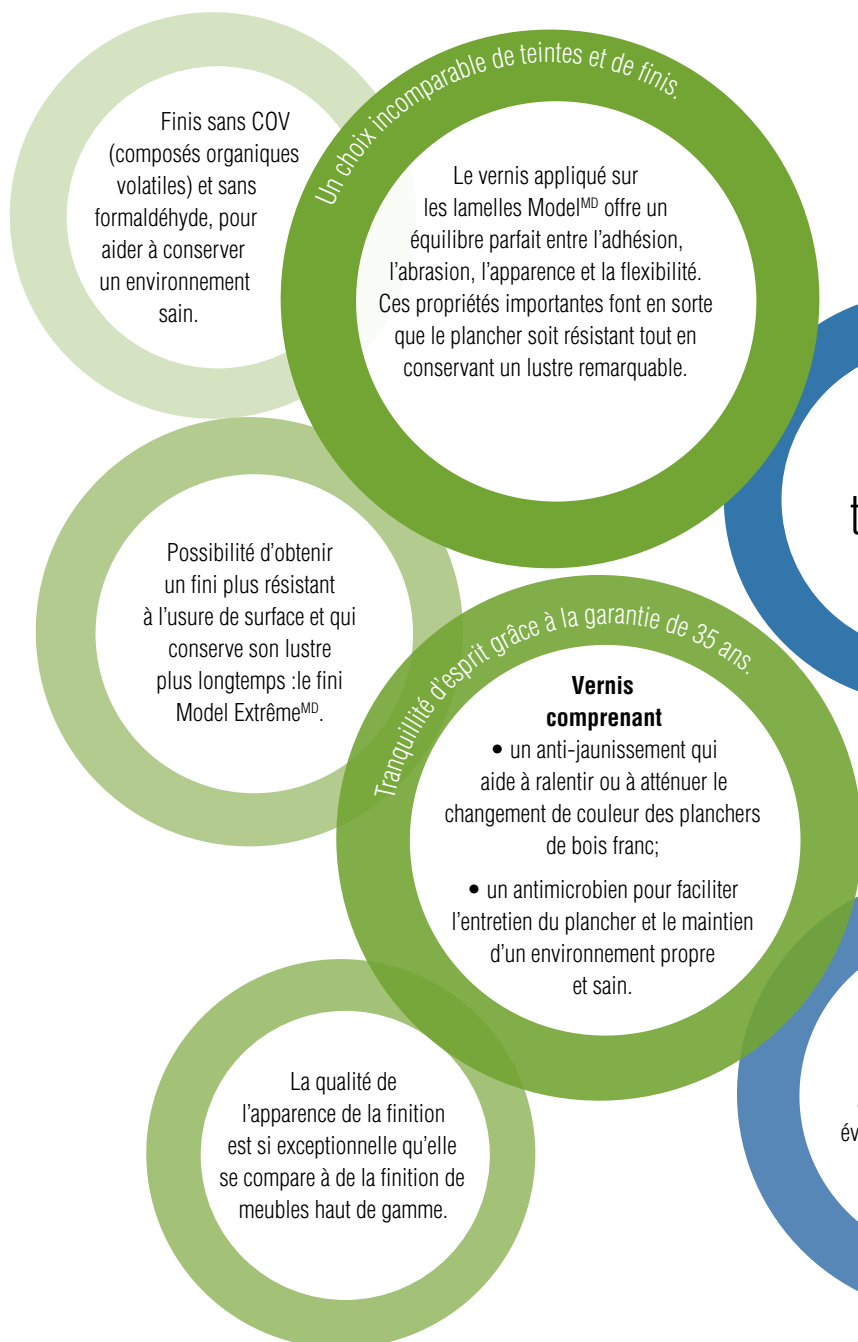 Finis sans COV
(composés organiques
volatiles) et sans
formaldéhyde, pour
aider à conserver
un environnement
sain.
Un choix incomparable de teintes et de finis.
Le vernis appliqué sur
les lamelles Model^MD offre un
équilibre parfait entre l’adhésion,
l’abrasion, l’apparence et la flexibilité.
Ces propriétés importantes font en sorte
que le plancher soit résistant tout en
conservant un lustre remarquable.
Possibilité d’obtenir
un fini plus résistant
à l’usure de surface et qui
conserve son lustre
plus longtemps :le fini
Model Extrême^MD.
Tranquillité d’esprit grâce à la garantie de 35 ans.
Vernis
comprenant
• un anti-jaunissement qui
aide à ralentir ou à atténuer le
changement de couleur des planchers
de bois franc;
• un antimicrobien pour faciliter
l’entretien du plancher et le maintien
d’un environnement propre
et sain.
La qualité de
l’apparence de la finition
est si exceptionnelle qu’elle
se compare à de la finition de
meubles haut de gamme.